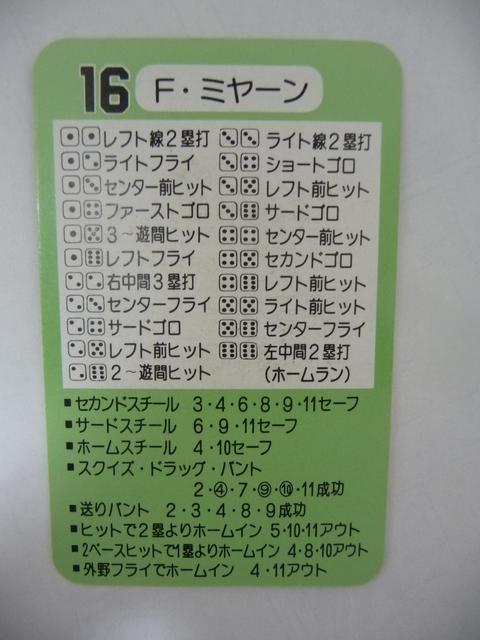 16 F・ミヤーン
レフト線2塁打
ライトフライ
センター前ヒット
ファーストゴロ
3〜遊間ヒット
レフトフライ
右中間3塁打
センターフライ
サードゴロ
レフト前ヒット
2〜遊間ヒット
ライト線2塁打
ショートゴロ
レフト前ヒット
サードゴロ
センター前ヒット
セカンドゴロ
レフト前ヒット
ライト前ヒット
センターフライ
左中間2塁打
(ホームラン)
■セカンドスチール 3・4・6・8・9・11セーフ
■サードスチール 6・9・11セーフ
■ホームスチール 4・10セーフ
■スクイズ・ドラッグ・バント
2・④・7・⑨・⑩・11成功
■送りバント 2・3・4・8・9成功
■ヒットで2塁よりホームイン 5・10・11アウト
■2ベースヒットで1塁よりホームイン 4・8・10アウト
■外野フライでホームイン 4・11アウト